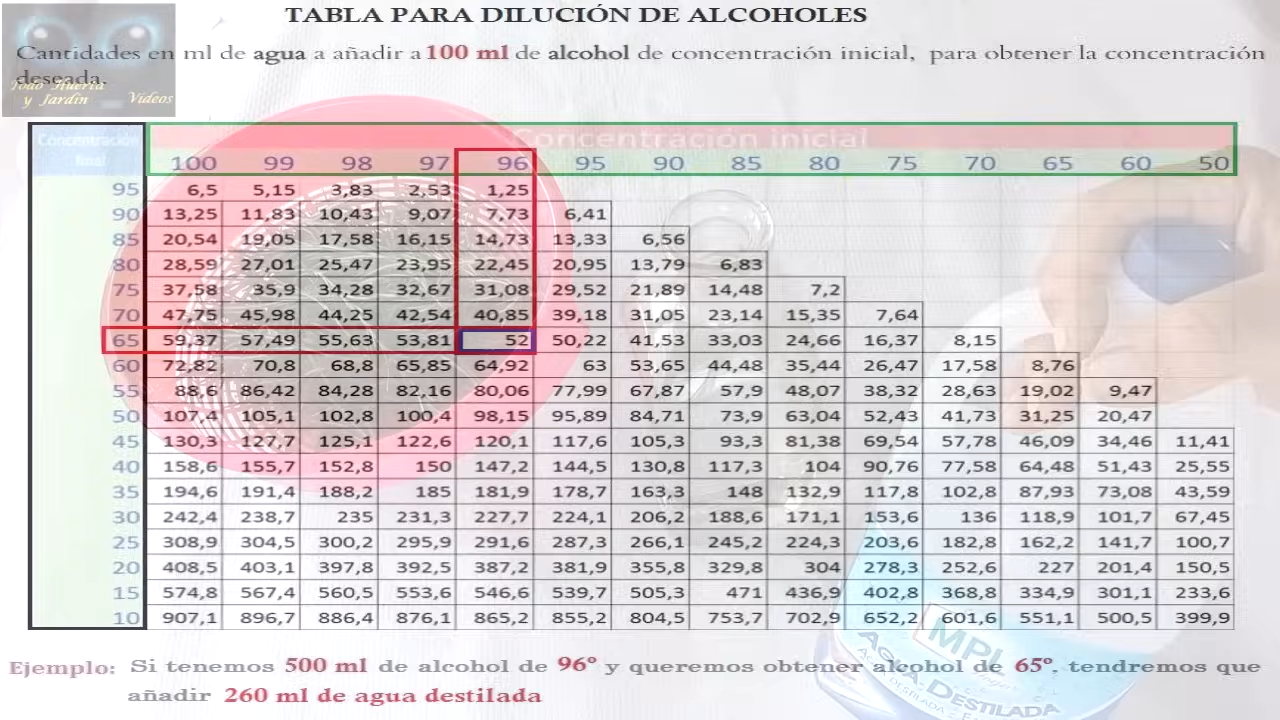 TABLA PARA DILUCIÓN DE ALCOHOLES
Cantidades en ml de agua a añadir a 100 ml de alcohol de concentración inicial, para obtener la concentración
deseada.
Todo Huerta
y Jardín Vídeos
Concentración Concentración inicial
final 100 99 98 97 96 95 90 85 80 75 70 65 60 50
95 6,5 5,15 3,83 2,53 1,25
90 13,25 11,83 10,43 9,07 7,73 6,41
85 20,54 19,05 17,58 16,15 14,73 13,33 6,56
80 28,59 27,01 25,47 23,95 22,45 20,95 13,79 6,83
75 37,58 35,9 34,28 32,67 31,08 29,52 21,89 14,48 7,2
70 47,75 45,98 44,25 42,54 40,85 39,18 31,05 23,14 15,35 7,64
65 59,37 57,49 55,63 53,81 52 50,22 41,53 33,03 24,66 16,37 8,15
60 72,82 70,8 68,8 65,85 64,92 63 53,65 44,48 35,44 26,47 17,58 8,76
55 88,6 86,42 84,28 82,16 80,06 77,99 67,87 57,9 48,07 38,32 28,63 19,02 9,47
50 107,4 105,1 102,8 100,4 98,15 95,89 84,71 73,9 63,04 52,43 41,73 31,25 20,47
45 130,3 127,7 125,1 122,6 120,1 117,6 105,3 93,3 81,38 69,54 57,78 46,09 34,46 11,41
40 158,6 155,7 152,8 150 147,2 144,5 130,8 117,3 104 90,76 77,58 64,48 51,43 25,55
35 194,6 191,4 188,2 185 181,9 178,7 163,3 148 132,9 117,8 102,8 87,93 73,08 43,59
30 242,4 238,7 235 231,3 227,7 224,1 206,2 188,6 171,1 153,6 136 118,9 101,7 67,45
25 308,9 304,5 300,2 295,9 291,6 287,3 266,1 245,2 224,3 203,6 182,8 162,2 141,7 100,7
20 408,5 403,1 397,8 392,5 387,2 381,9 355,8 329,8 304 278,3 252,6 227 201,4 150,5
15 574,8 567,4 560,5 553,6 546,6 539,7 505,3 471 436,9 402,8 368,8 334,9 301,1 233,6
10 907,1 896,7 886,4 876,1 865,2 855,2 804,5 753,7 702,9 652,2 601,6 551,1 500,5 399,9
MPL
AGUA DESTILADA
Ejemplo: Si tenemos 500 ml de alcohol de 96º y queremos obtener alcohol de 65º, tendremos que
añadir 260 ml de agua destilada